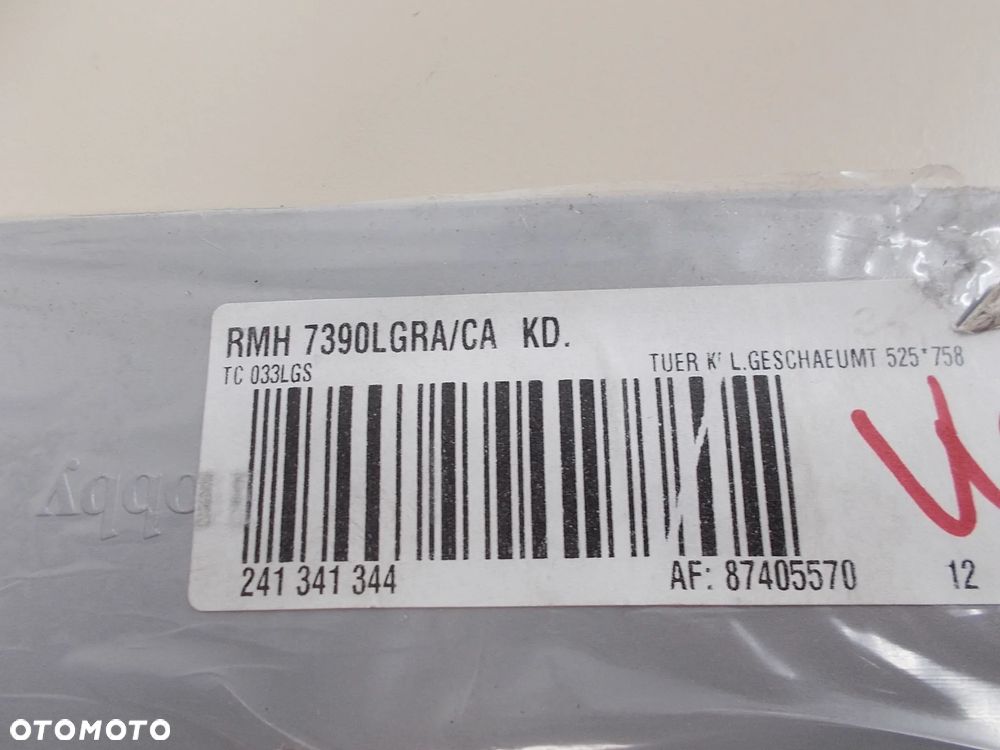 RMH 7390LGRA/CA KD.
TC 033LGS
TUER K L.GESCHAEUMT 525*758
241 341 344
AF: 87405570
12
OTOMOTO